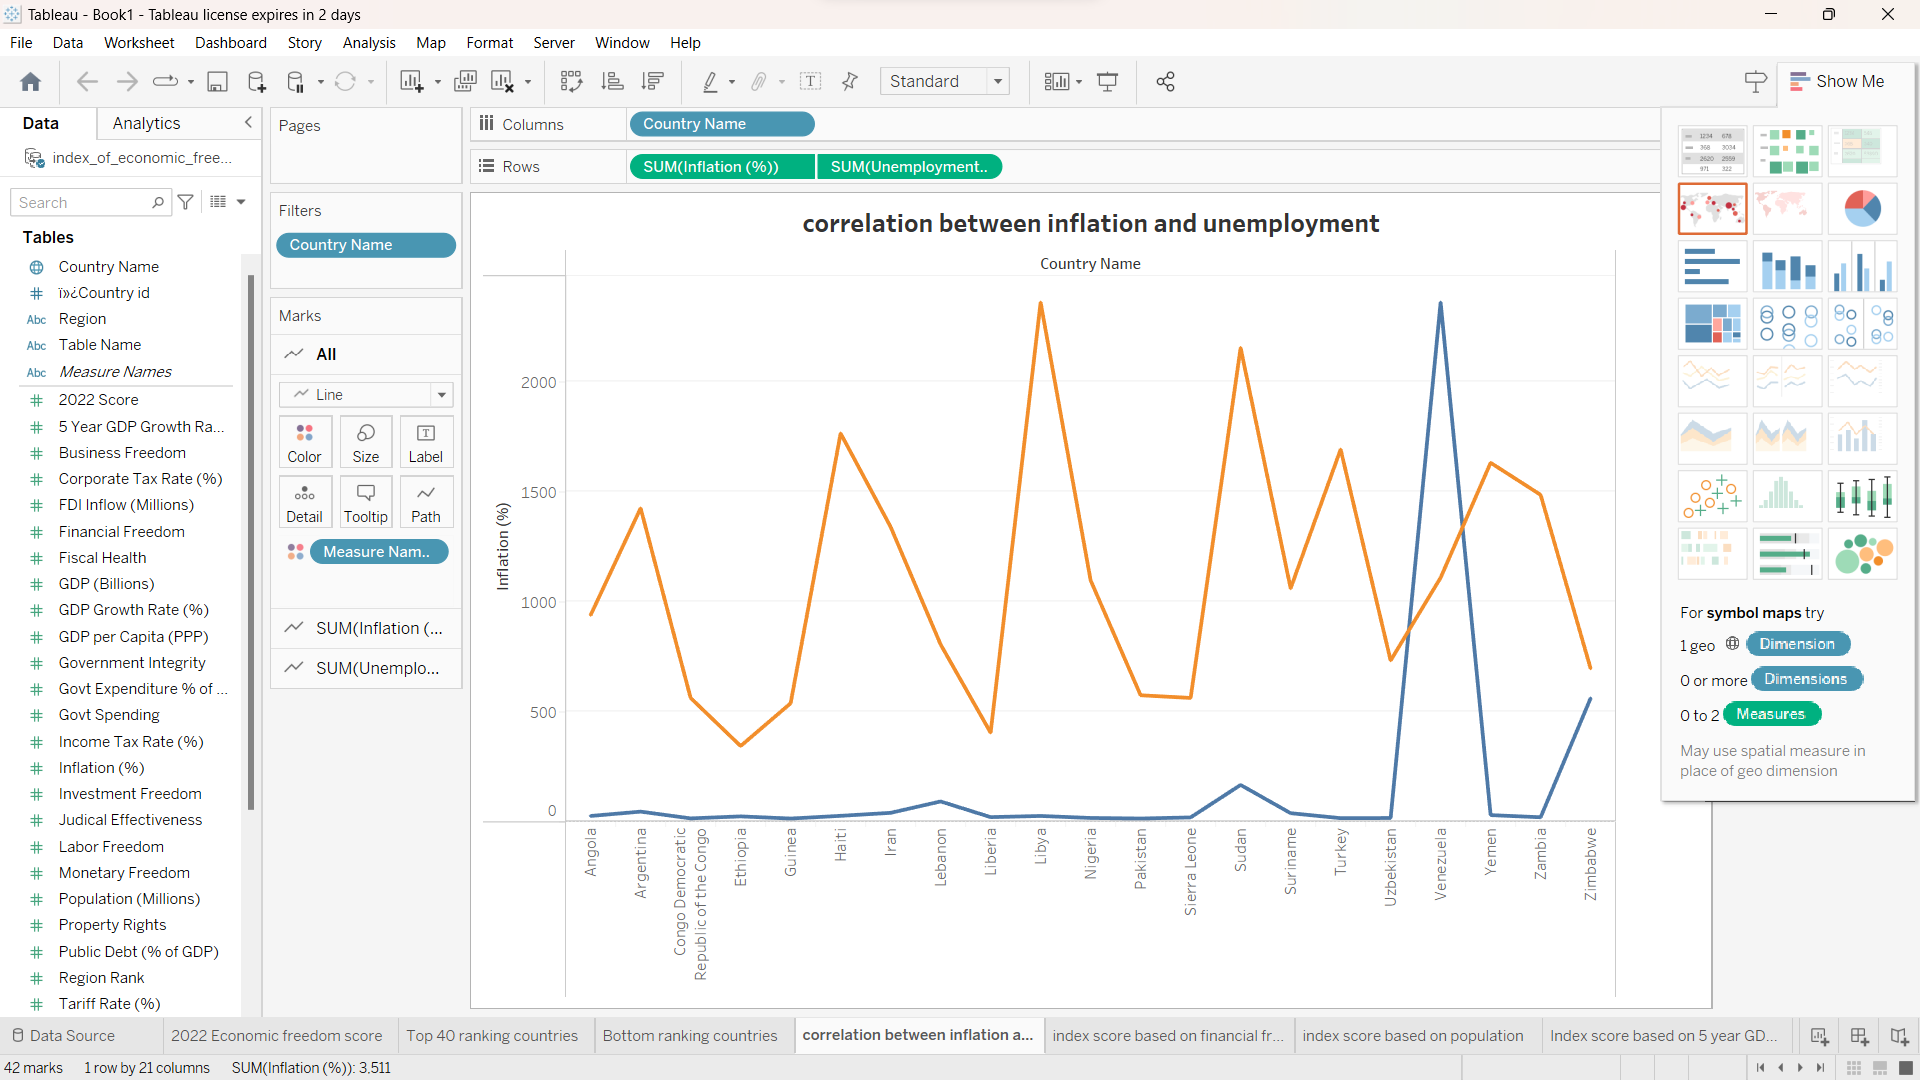 Tableau - Book1 - Tableau license expires in 2 days
File Data Worksheet Dashboard Story Analysis Map Format Server Window Help
Standard
Show Me
Data Analytics
index_of_economic_free...
Search
Tables
Country Name
ï»¿Country id
Abc Region
Abc Table Name
Abc Measure Names
2022 Score
5 Year GDP Growth Ra...
Business Freedom
Corporate Tax Rate (%)
FDI Inflow (Millions)
Financial Freedom
Fiscal Health
GDP (Billions)
GDP Growth Rate (%)
GDP per Capita (PPP)
Government Integrity
Govt Expenditure % of ...
Govt Spending
Income Tax Rate (%)
Inflation (%)
Investment Freedom
Judical Effectiveness
Labor Freedom
Monetary Freedom
Population (Millions)
Property Rights
Public Debt (% of GDP)
Region Rank
Tariff Rate (%)
Pages
Filters
Country Name
Marks
All
Line
Color Size Label
Detail Tooltip Path
Measure Nam..
SUM(Inflation (...
SUM(Unemplo...
Columns Country Name
Rows SUM(Inflation (%)) SUM(Unemployment..
correlation between inflation and unemployment
Country Name
Inflation (%)
2000
1500
1000
500
0
Angola
Argentina
Congo Democratic
Republic of the Congo
Ethiopia
Guinea
Haiti
Iran
Lebanon
Liberia
Libya
Nigeria
Pakistan
Sierra Leone
Sudan
Suriname
Turkey
Uzbekistan
Venezuela
Yemen
Zambia
Zimbabwe
1234 678
368 3034
2620 2559
971 322
For symbol maps try
1 geo Dimension
0 or more Dimensions
0 to 2 Measures
May use spatial measure in
place of geo dimension
Data Source 2022 Economic freedom score Top 40 ranking countries Bottom ranking countries correlation between inflation a... index score based on financial fr... index score based on population Index score based on 5 year GD...
42 marks 1 row by 21 columns SUM(Inflation (%)): 3,511